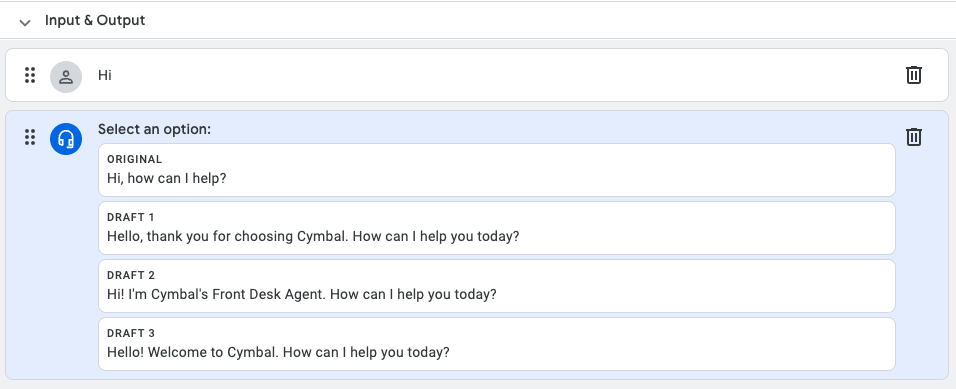 Input & Output
Hi
Select an option:
ORIGINAL
Hi, how can I help?
DRAFT 1
Hello, thank you for choosing Cymbal. How can I help you today?
DRAFT 2
Hi! I'm Cymbal's Front Desk Agent. How can I help you today?
DRAFT 3
Hello! Welcome to Cymbal. How can I help you today?